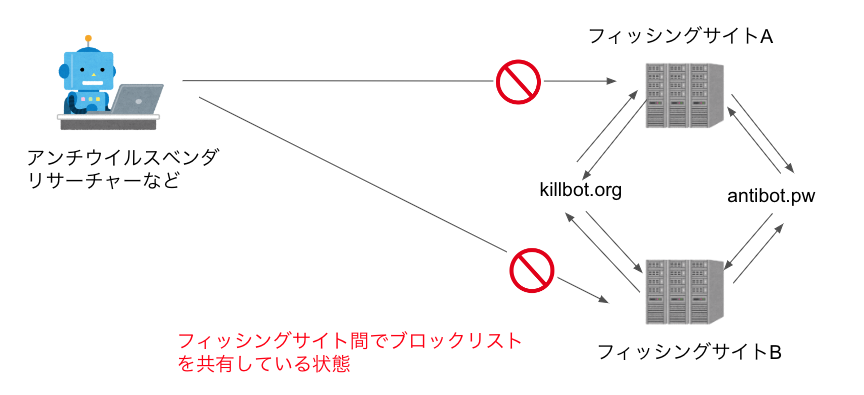 フィッシングサイトA
アンチウイルスベンダ
リサーチャーなど
killbot.org
antibot.pw
フィッシングサイト間でブロックリスト
を共有している状態
フィッシングサイトB